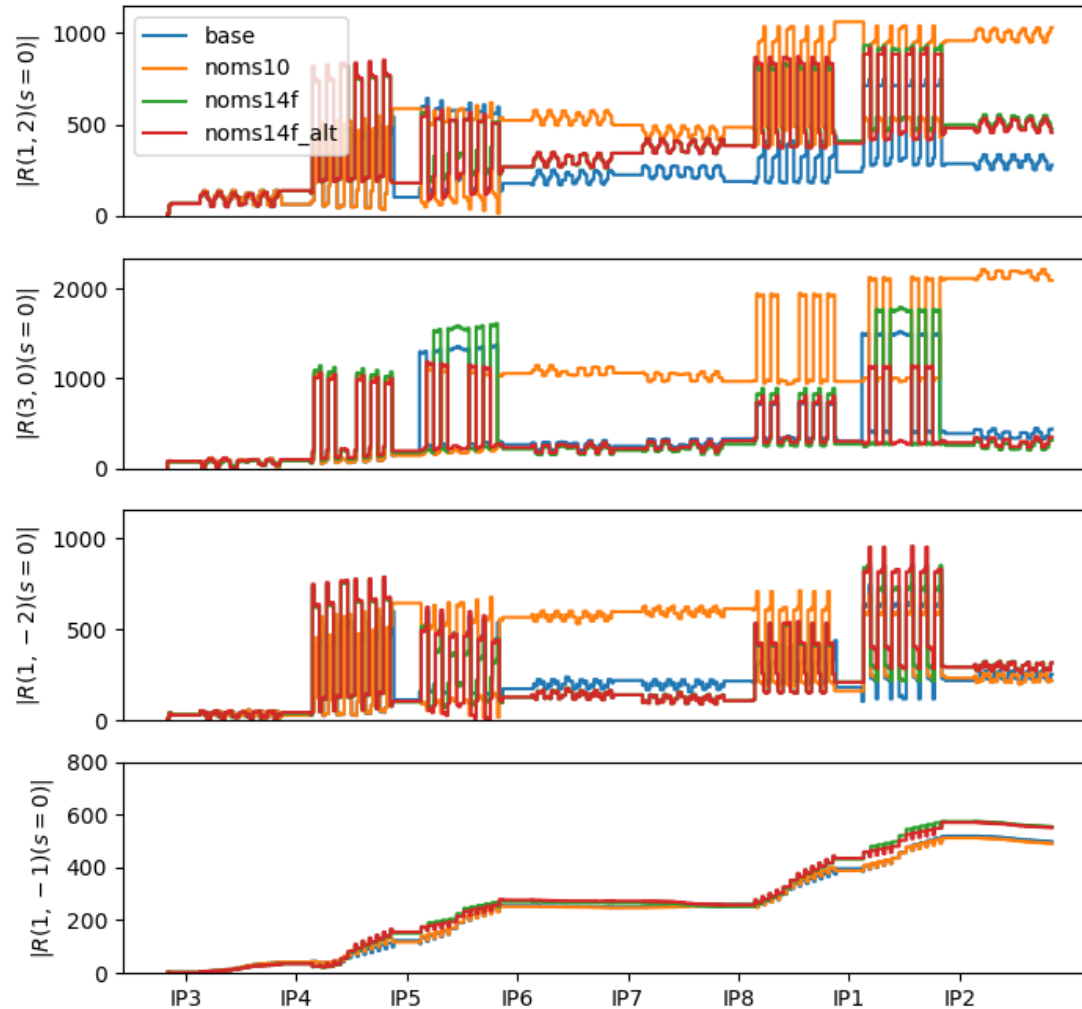 |R(1, 2)(s = 0)|
1000
500
0
base
noms10
noms14f
noms14f_alt
|R(3, 0)(s = 0)|
2000
1000
0
|R(1, −2)(s = 0)|
1000
500
0
|R(1, −1)(s = 0)|
800
600
400
200
0
IP3 IP4 IP5 IP6 IP7 IP8 IP1 IP2